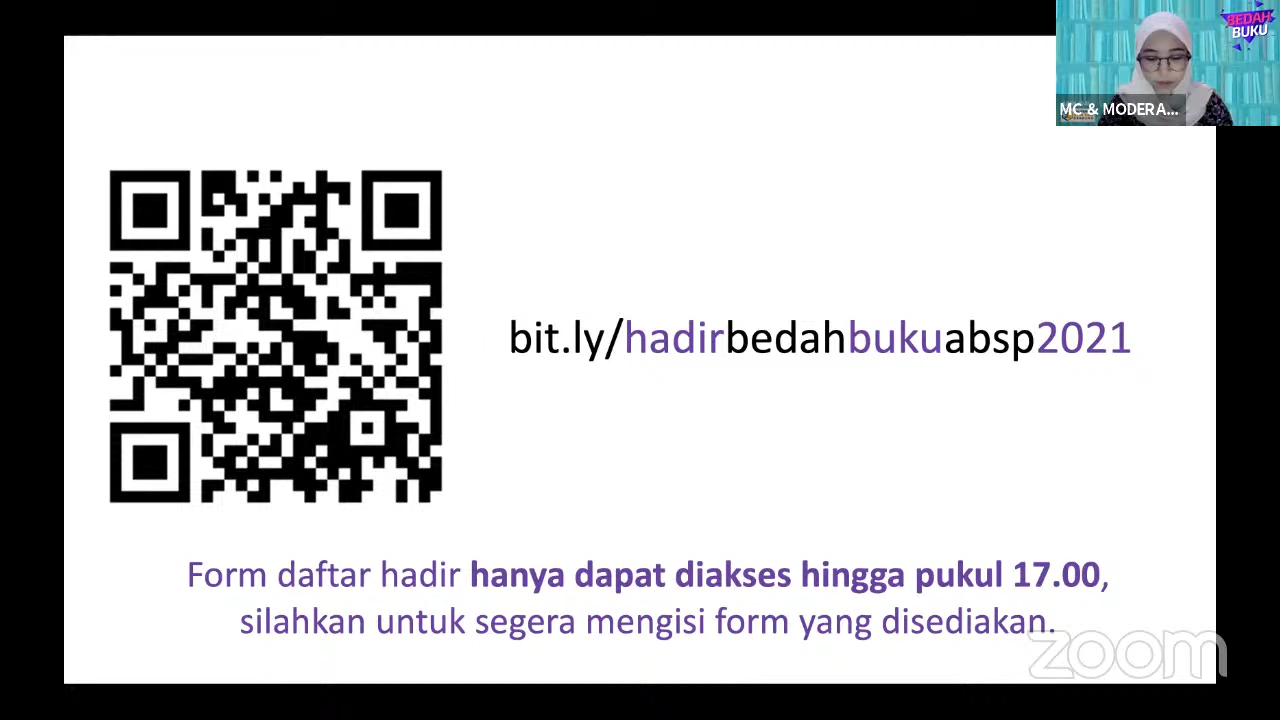 BEDAH
BUKU
MC & MODERA...
bit.ly/hadirbedahbukuabsp2021
Form daftar hadir hanya dapat diakses hingga pukul 17.00,
silahkan untuk segera mengisi form yang disediakan.
zoom